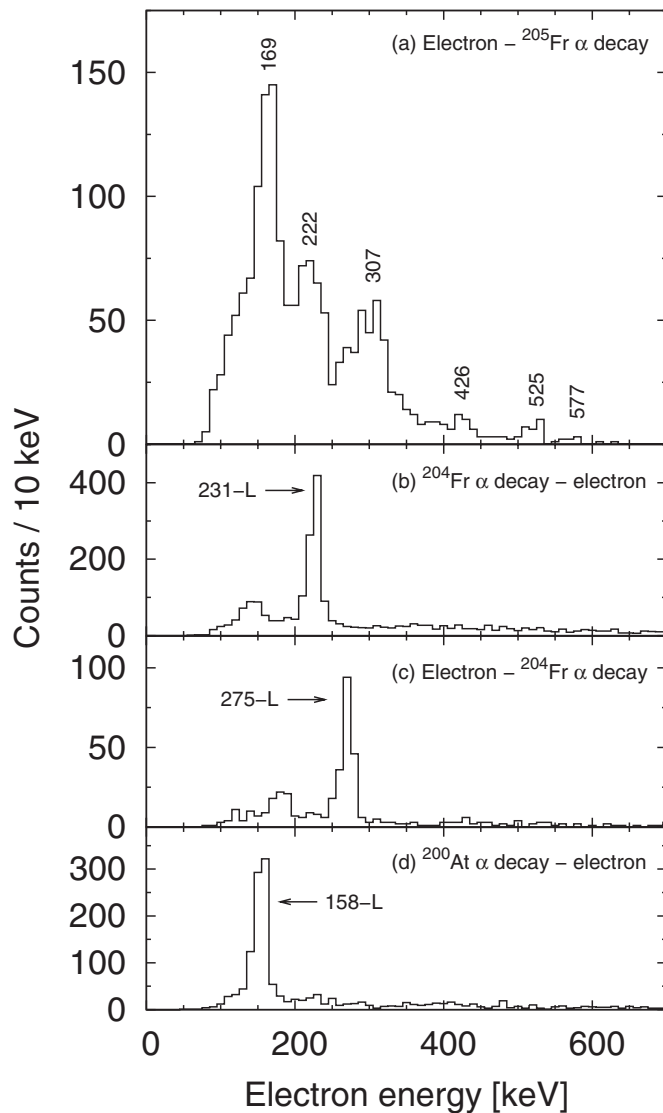 (a) Electron – ²⁰⁵Fr α decay
169
222
307
426
525
577
150
100
50
0
(b) ²⁰⁴Fr α decay – electron
231–L
400
200
0
(c) Electron – ²⁰⁴Fr α decay
275–L
100
50
0
(d) ²⁰⁰At α decay – electron
158–L
300
200
100
0
0 200 400 600
Electron energy [keV]
Counts / 10 keV